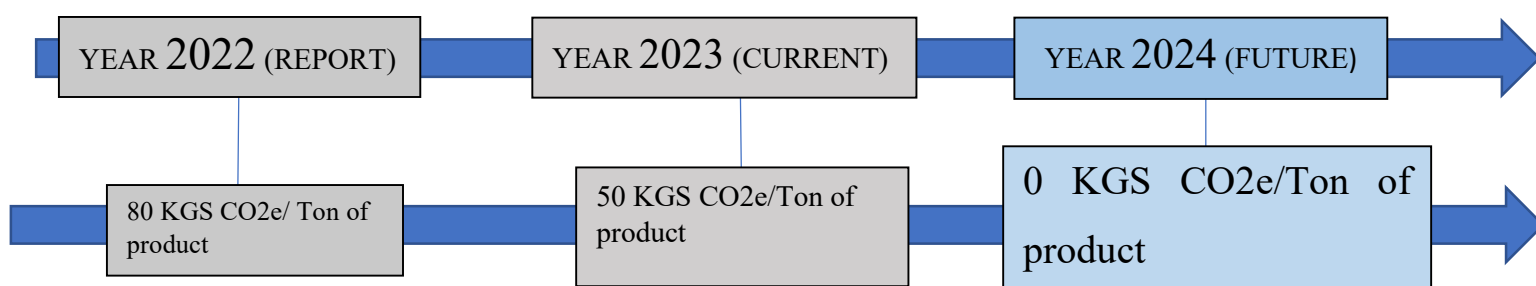 YEAR 2022 (REPORT)
YEAR 2023 (CURRENT)
YEAR 2024 (FUTURE)
80 KGS CO2e/ Ton of
product
50 KGS CO2e/Ton of
product
0 KGS CO2e/Ton of
product